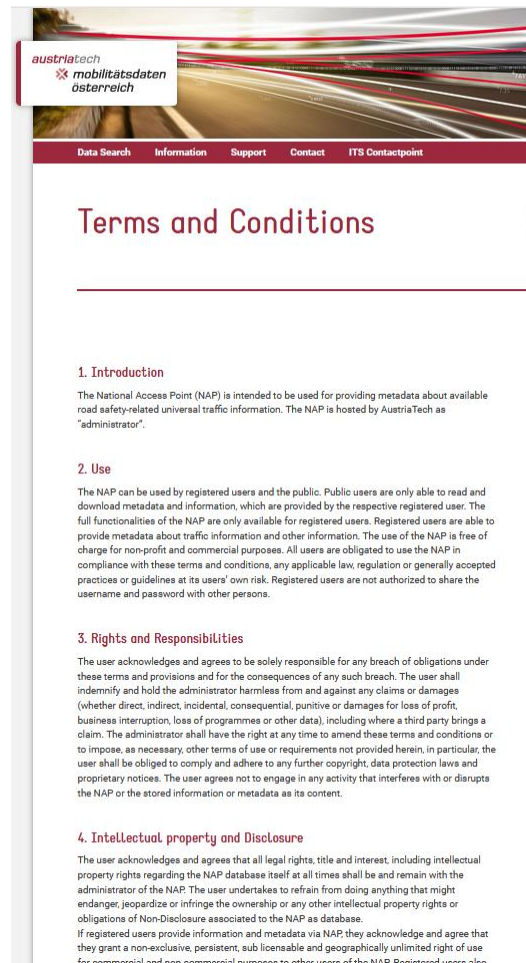 austriatech
mobilitätsdaten
österreich
Data Search Information Support Contact ITS Contactpoint
Terms and Conditions
1. Introduction
The National Access Point (NAP) is intended to be used for providing metadata about available
road safety-related universal traffic information. The NAP is hosted by AustriaTech as
"administrator".
2. Use
The NAP can be used by registered users and the public. Public users are only able to read and
download metadata and information, which are provided by the respective registered user. The
full functionalities of the NAP are only available for registered users. Registered users are able to
provide metadata about traffic information and other information. The use of the NAP is free of
charge for non-profit and commercial purposes. All users are obligated to use the NAP in
compliance with these terms and conditions, any applicable law, regulation or generally accepted
practices or guidelines at its users' own risk. Registered users are not authorized to share the
username and password with other persons.
3. Rights and Responsibilities
The user acknowledges and agrees to be solely responsible for any breach of obligations under
these terms and provisions and for the consequences of any such breach. The user shall
indemnify and hold the administrator harmless from and against any claims or damages
(whether direct, indirect, incidental, consequential, punitive or damages for loss of profit,
business interruption, loss of programmes or other data), including where a third party brings a
claim. The administrator shall have the right at any time to amend these terms and conditions or
to impose, as necessary, other terms of use or requirements not provided herein, in particular, the
user shall be obliged to comply and adhere to any further copyright, data protection laws and
proprietary notices. The user agrees not to engage in any activity that interferes with or disrupts
the NAP or the stored information or metadata as its content.
4. Intellectual property and Disclosure
The user acknowledges and agrees that all legal rights, title and interest, including intellectual
property rights regarding the NAP database itself at all times shall be and remain with the
administrator of the NAP. The user undertakes to refrain from doing anything that might
endanger, jeopardize or infringe the ownership or any other intellectual property rights or
obligations of Non-Disclosure associated to the NAP as database.
If registered users provide information and metadata via NAP, they acknowledge and agree that
they grant a non-exclusive, persistent, sub licensable and geographically unlimited right of use
for commercial and non commercial purposes to other users of the NAP. Registered users also